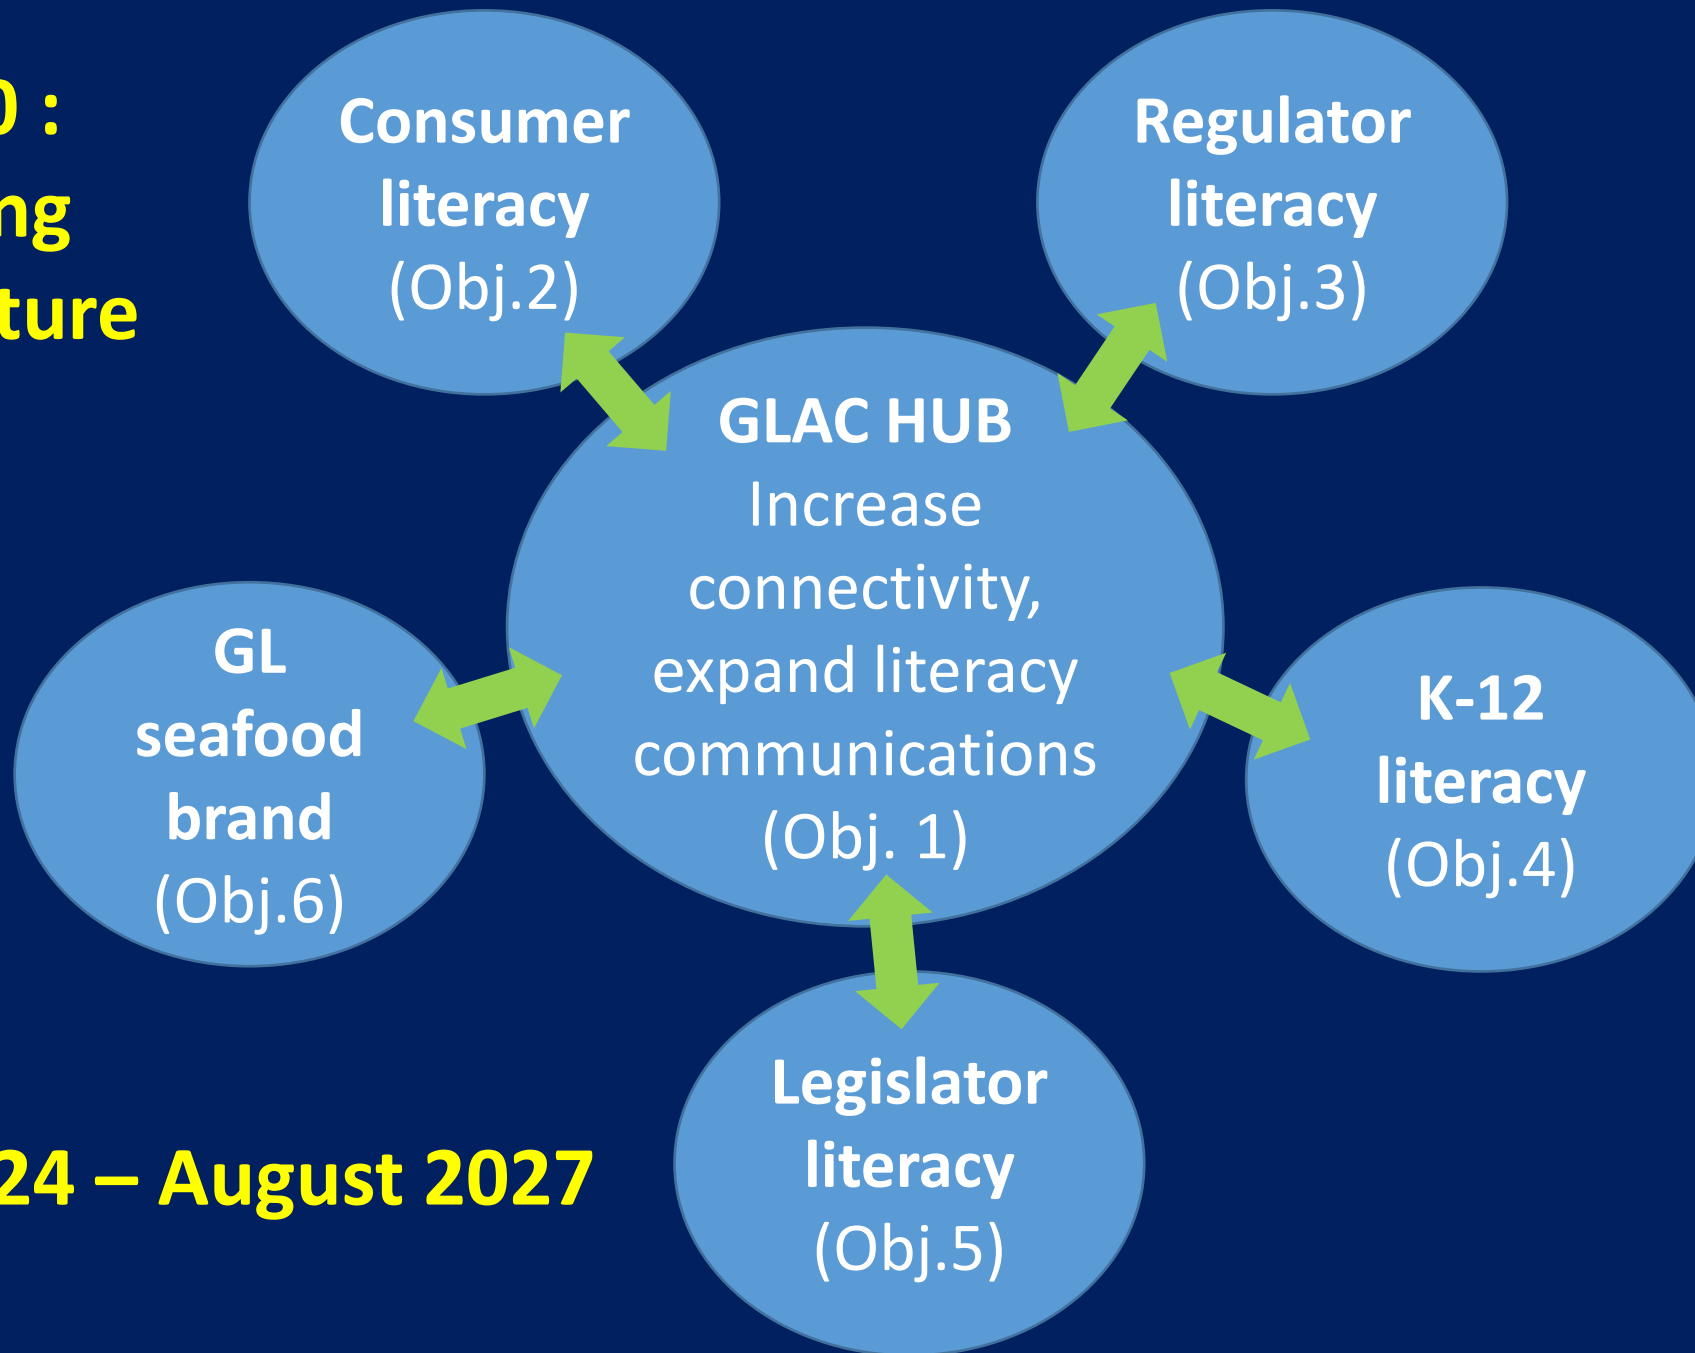 0 :
ng
ture
Consumer
literacy
(Obj.2)
Regulator
literacy
(Obj.3)
GLAC HUB
Increase
connectivity,
expand literacy
communications
(Obj. 1)
GL
seafood
brand
(Obj.6)
K-12
literacy
(Obj.4)
Legislator
literacy
(Obj.5)
24 – August 2027